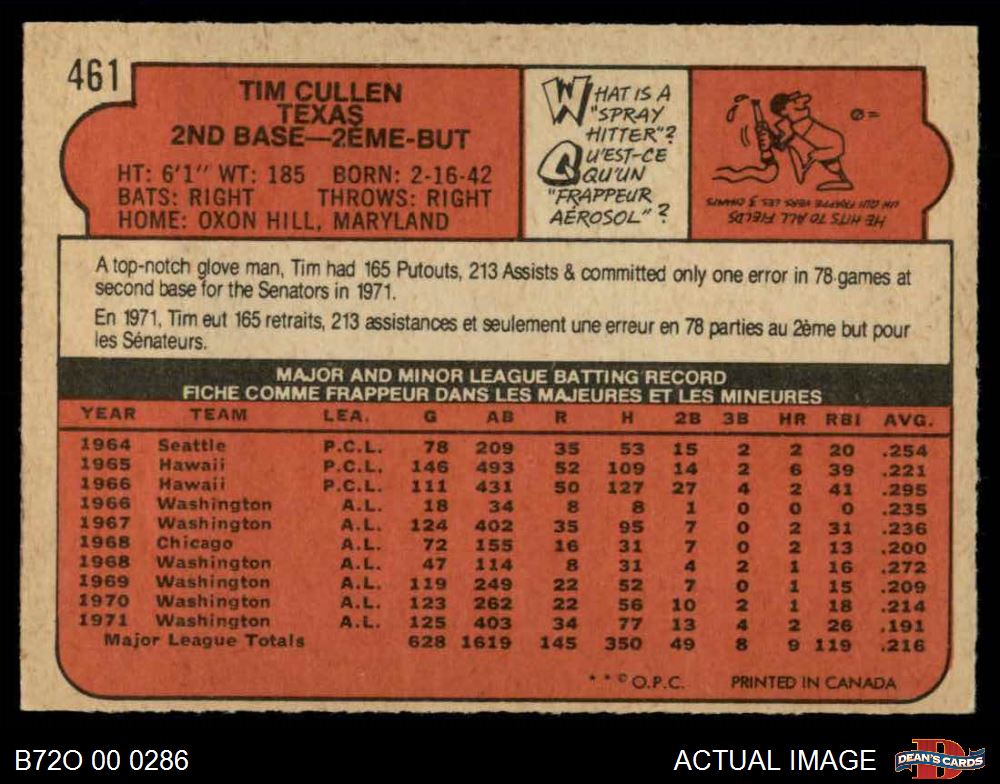 461
TIM CULLEN
TEXAS
2ND BASE—2EME-BUT
HT: 6'1" WT: 185 BORN: 2-16-42
BATS: RIGHT THROWS: RIGHT
HOME: OXON HILL, MARYLAND
WHAT IS A
"SPRAY
HITTER"?
QU'EST-CE
QU'UN
"FRAPPEUR
AÉROSOL"?
HE HITS TO ALL FIELDS
UN QUI FRAPPE VERS LES 3 CHAMPS
A top-notch glove man, Tim had 165 Putouts, 213 Assists & committed only one error in 78 games at
second base for the Senators in 1971.
En 1971, Tim eut 165 retraits, 213 assistances et seulement une erreur en 78 parties au 2ème but pour
les Sénateurs.
MAJOR AND MINOR LEAGUE BATTING RECORD
FICHE COMME FRAPPEUR DANS LES MAJEURES ET LES MINEURES
YEAR TEAM LEA. G AB R H 2B 3B HR RBI AVG.
1964 Seattle P.C.L. 78 209 35 53 15 2 2 20 .254
1965 Hawaii P.C.L. 146 493 52 109 14 2 6 39 .221
1966 Hawaii P.C.L. 111 431 50 127 27 4 2 41 .295
1966 Washington A.L. 18 34 8 8 1 0 0 0 .235
1967 Washington A.L. 124 402 35 95 7 0 2 31 .236
1968 Chicago A.L. 72 155 16 31 7 0 2 13 .200
1968 Washington A.L. 47 114 8 31 4 2 1 16 .272
1969 Washington A.L. 119 249 22 52 7 0 1 15 .209
1970 Washington A.L. 123 262 22 56 10 2 1 18 .214
1971 Washington A.L. 125 403 34 77 13 4 2 26 .191
Major League Totals 628 1619 145 350 49 8 9 119 .216
**©O.P.C. PRINTED IN CANADA
B72O 00 0286
ACTUAL IMAGE
DEAN'S CARDS